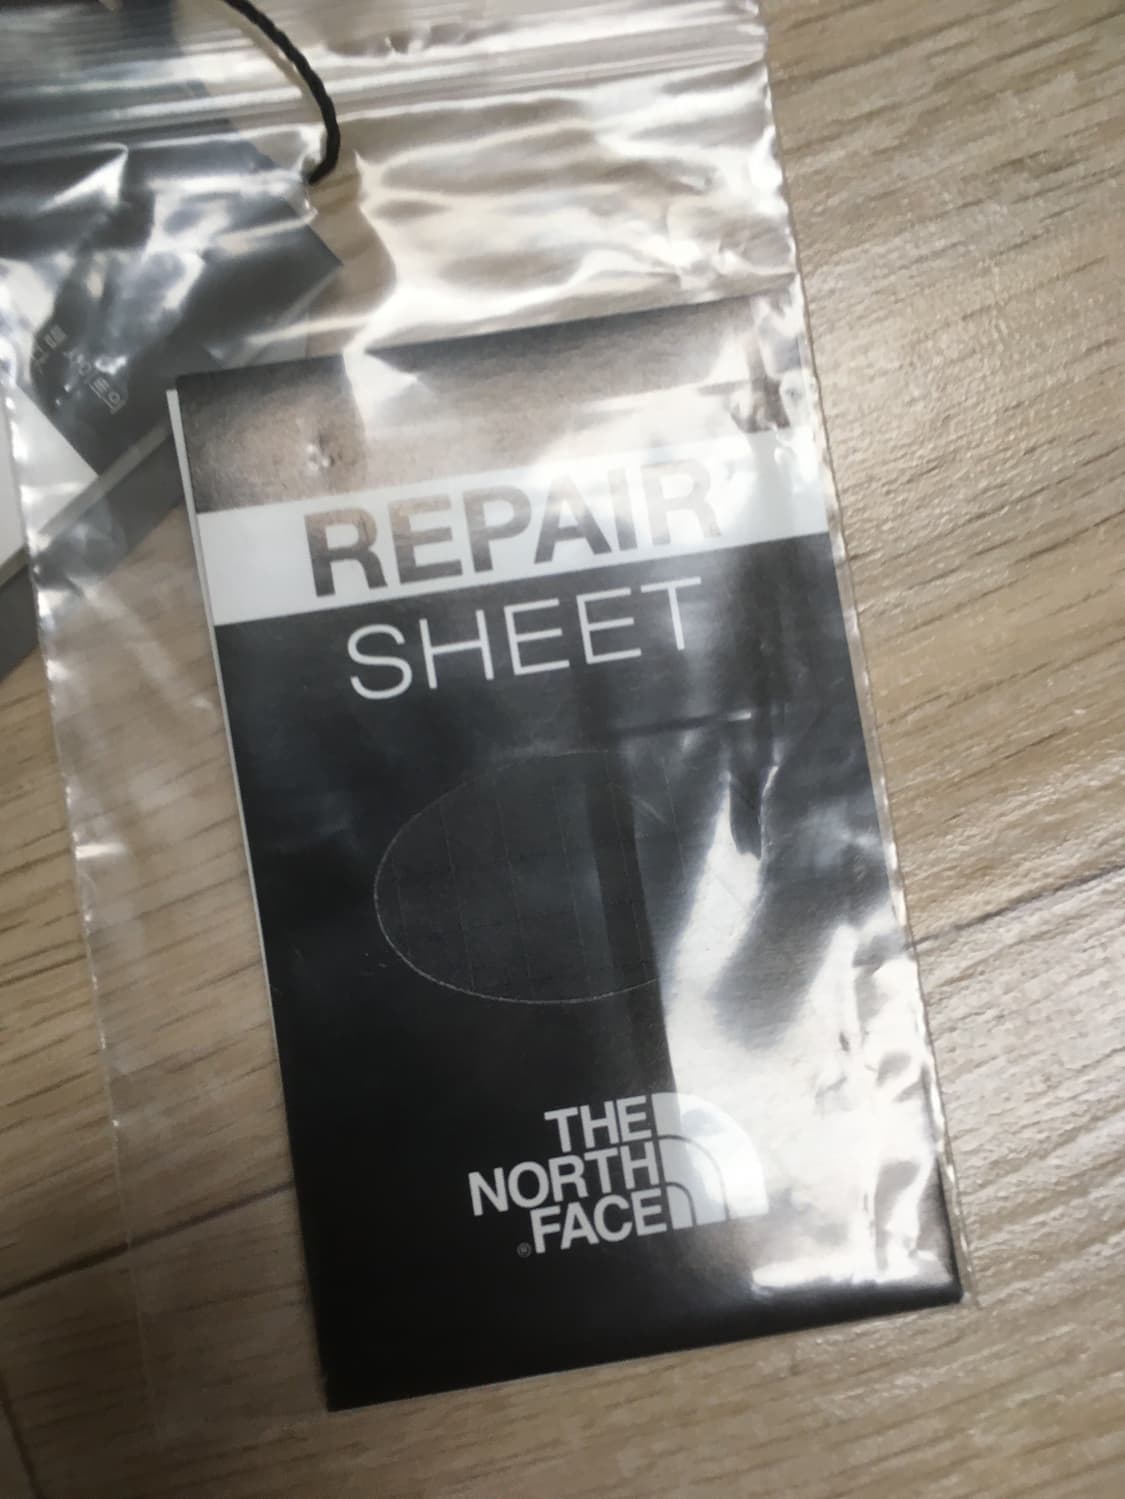 REPAIR
SHEET
THE
NORTH
FACE
®